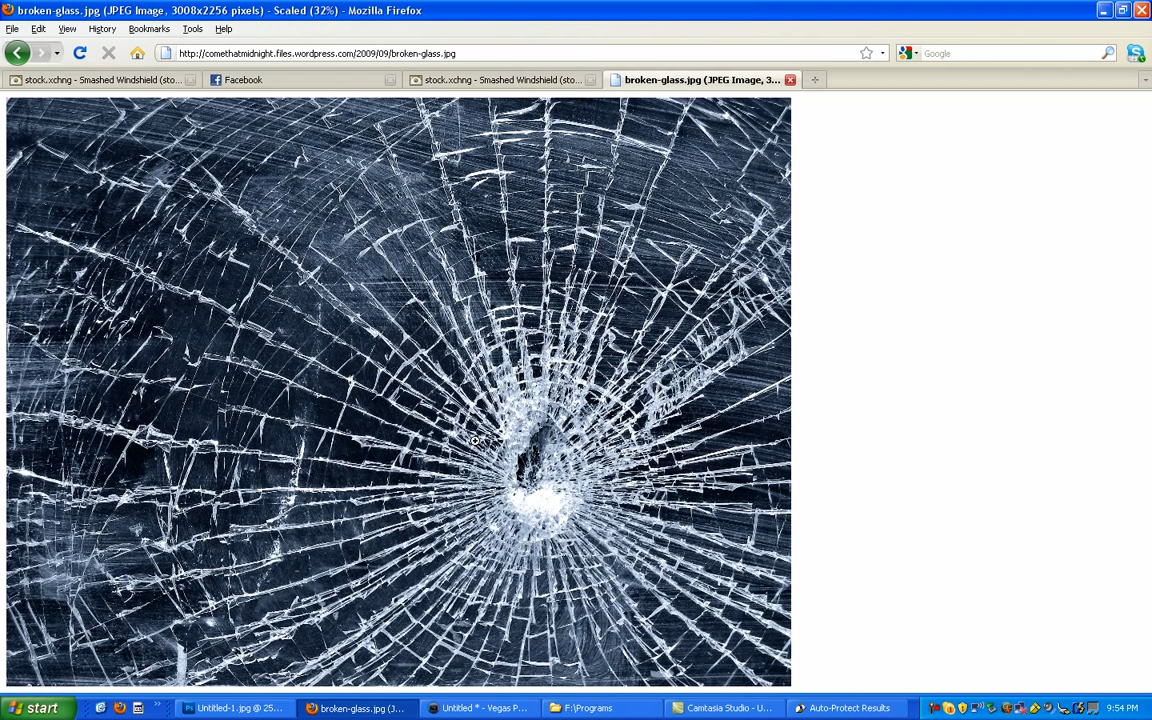 broken-glass.jpg (JPEG Image, 3008x2256 pixels) - Scaled (32%) - Mozilla Firefox
File Edit View History Bookmarks Tools Help
http://comethatmidnight.files.wordpress.com/2009/09/broken-glass.jpg
Google
stock.xchng - Smashed Windshield (sto... Facebook stock.xchng - Smashed Windshield (sto... broken-glass.jpg (JPEG Image, 3...
start Untitled-1.jpg @ 25... broken-glass.jpg (J... Untitled * - Vegas P... F:\Programs Camtasia Studio - U... Auto-Protect Results 9:54 PM